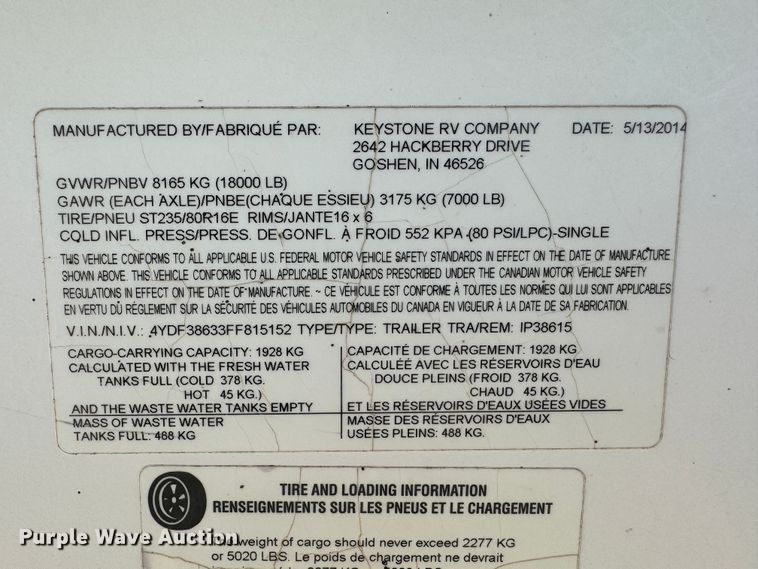 MANUFACTURED BY/FABRIQUÉ PAR: KEYSTONE RV COMPANY DATE: 5/13/2014
2642 HACKBERRY DRIVE
GOSHEN, IN 46526
GVWR/PNBV 8165 KG (18000 LB)
GAWR (EACH AXLE)/PNBE(CHAQUE ESSIEU) 3175 KG (7000 LB)
TIRE/PNEU ST235/80R16E RIMS/JANTE16 x 6
COLD INFL. PRESS/PRESS. DE GONFL. À FROID 552 KPA (80 PSI/LPC)-SINGLE
THIS VEHICLE CONFORMS TO ALL APPLICABLE U.S. FEDERAL MOTOR VEHICLE SAFETY STANDARDS IN EFFECT ON THE DATE OF MANUFACTURE
SHOWN ABOVE. THIS VEHICLE CONFORMS TO ALL APPLICABLE STANDARDS PRESCRIBED UNDER THE CANADIAN MOTOR VEHICLE SAFETY
REGULATIONS IN EFFECT ON THE DATE OF MANUFACTURE. ~ CE VÉHICULE EST CONFORME À TOUTES LES NORMES QUI LUI SONT APPLICABLES
EN VERTU DÛ RÉGLEMENT SUR LA SÉCURITÉ DES VÉHICULES AUTOMOBILES DU CANADA EN VIGUEUR À LA DATE DE SA FABRICATION.
V.I.N./N.I.V.: 4YDF38633FF815152 TYPE/TYPE: TRAILER TRA/REM: IP38615
CARGO-CARRYING CAPACITY: 1928 KG
CALCULATED WITH THE FRESH WATER
TANKS FULL (COLD 378 KG.
HOT 45 KG.)
AND THE WASTE WATER TANKS EMPTY
MASS OF WASTE WATER
TANKS FULL: 488 KG
CAPACITÉ DE CHARGEMENT: 1928 KG
CALCULÉE AVEC LES RÉSERVOIRS D'EAU
DOUCE PLEINS (FROID 378 KG.
CHAUD 45 KG.)
ET LES RÉSERVOIRS D'EAUX USÉES VIDES
MASSE DES RÉSERVOIRS D'EAUX
USÉES PLEINS: 488 KG.
TIRE AND LOADING INFORMATION
RENSEIGNEMENTS SUR LES PNEUS ET LE CHARGEMENT
Purple Wave Auction
The weight of cargo should never exceed 2277 KG
or 5020 LBS. Le poids de chargement ne devrait